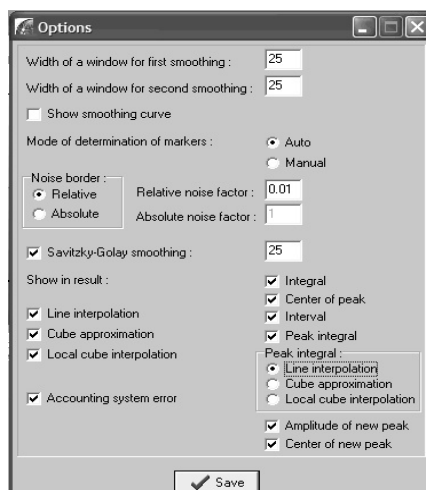 Options
Width of a window for first smoothing : 25
Width of a window for second smoothing : 25
Show smoothing curve
Mode of determination of markers : Auto
Manual
Noise border :
Relative
Absolute
Relative noise factor : 0.01
Absolute noise factor : 1
Savitzky-Golay smoothing : 25
Show in result : Integral
Center of peak
Line interpolation Interval
Cube approximation Peak integral
Local cube interpolation
Peak integral :
Line interpolation
Cube approximation
Local cube interpolation
Accounting system error
Amplitude of new peak
Center of new peak
Save